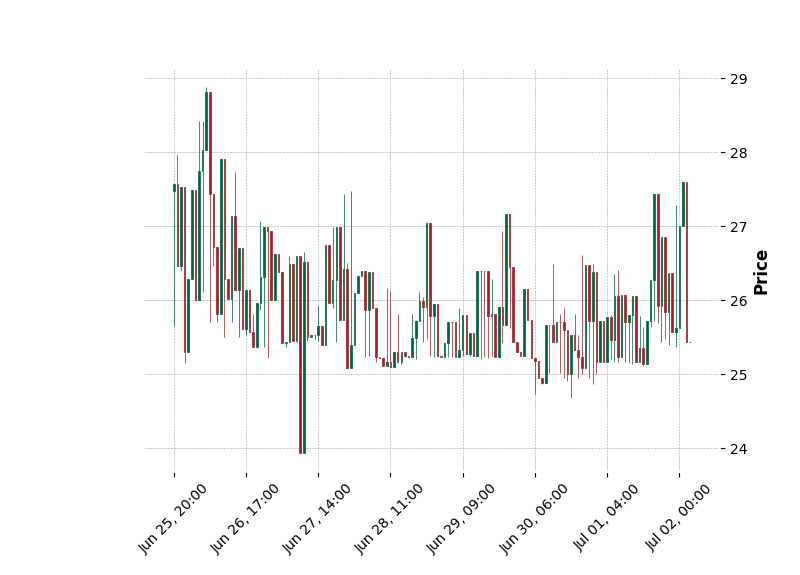 29
28
27
26
25
24
Price
Jun 25, 20:00
Jun 26, 17:00
Jun 27, 14:00
Jun 28, 11:00
Jun 29, 09:00
Jun 30, 06:00
Jul 01, 04:00
Jul 02, 00:00